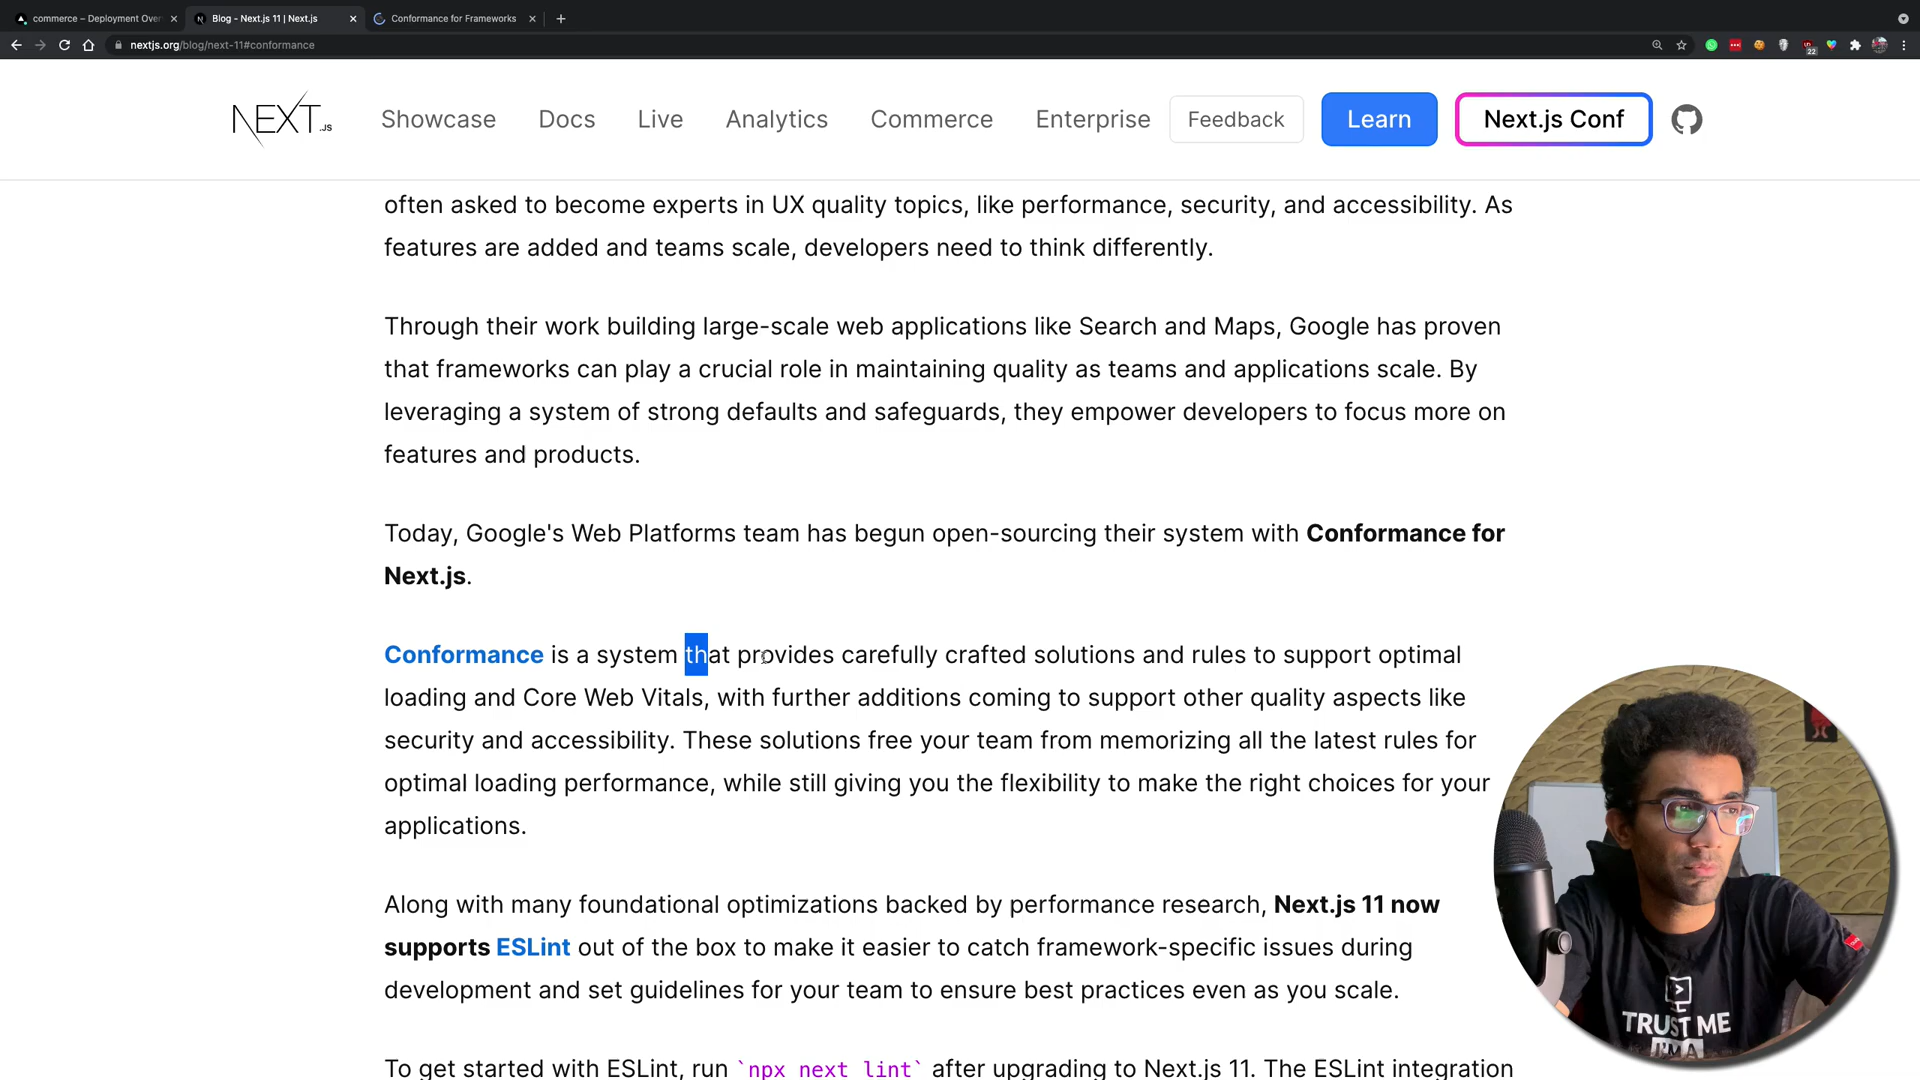 commerce – Deployment Over
Blog - Next.js 11 | Next.js
Conformance for Frameworks
nextjs.org/blog/next-11#conformance
22
NEXT.JS
Showcase
Docs
Live
Analytics
Commerce
Enterprise
Feedback
Learn
Next.js Conf
often asked to become experts in UX quality topics, like performance, security, and accessibility. As
features are added and teams scale, developers need to think differently.
Through their work building large-scale web applications like Search and Maps, Google has proven
that frameworks can play a crucial role in maintaining quality as teams and applications scale. By
leveraging a system of strong defaults and safeguards, they empower developers to focus more on
features and products.
Today, Google's Web Platforms team has begun open-sourcing their system with Conformance for
Next.js.
Conformance is a system that provides carefully crafted solutions and rules to support optimal
loading and Core Web Vitals, with further additions coming to support other quality aspects like
security and accessibility. These solutions free your team from memorizing all the latest rules for
optimal loading performance, while still giving you the flexibility to make the right choices for your
applications.
Along with many foundational optimizations backed by performance research, Next.js 11 now
supports ESLint out of the box to make it easier to catch framework-specific issues during
development and set guidelines for your team to ensure best practices even as you scale.
To get started with ESLint, run `npx next lint` after upgrading to Next.js 11. The ESLint integration
TRUST ME
I'M A